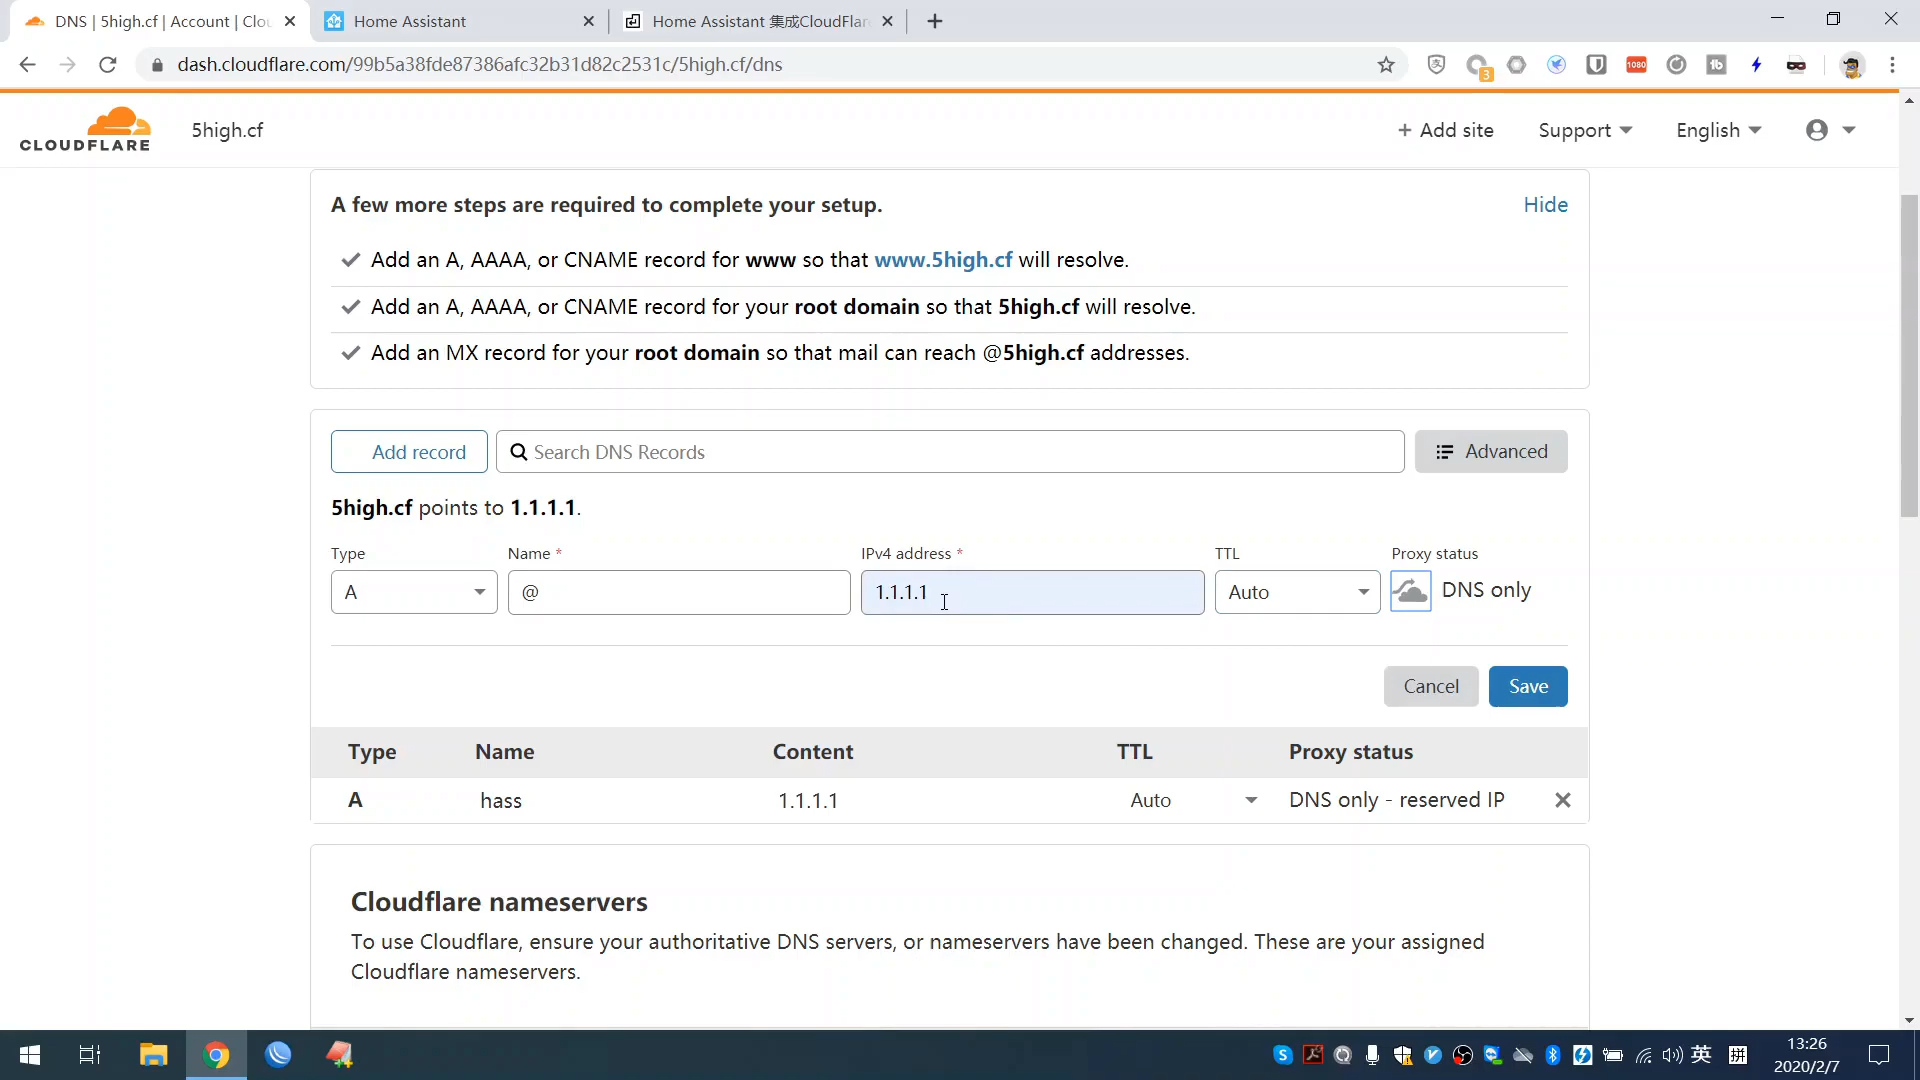 DNS | 5high.cf | Account | Clou
Home Assistant
Home Assistant 集成CloudFlar
dash.cloudflare.com/99b5a38fde87386afc32b31d82c2531c/5high.cf/dns
3
1080
CLOUDFLARE
5high.cf
+ Add site
Support
English
A few more steps are required to complete your setup.
Hide
Add an A, AAAA, or CNAME record for www so that www.5high.cf will resolve.
Add an A, AAAA, or CNAME record for your root domain so that 5high.cf will resolve.
Add an MX record for your root domain so that mail can reach @5high.cf addresses.
Add record
Search DNS Records
Advanced
5high.cf points to 1.1.1.1.
Type
Name *
IPv4 address *
TTL
Proxy status
A
@
1.1.1.1
Auto
DNS only
Cancel
Save
Type
Name
Content
TTL
Proxy status
A
hass
1.1.1.1
Auto
DNS only - reserved IP
Cloudflare nameservers
To use Cloudflare, ensure your authoritative DNS servers, or nameservers have been changed. These are your assigned
Cloudflare nameservers.
英
拼
13:26
2020/2/7